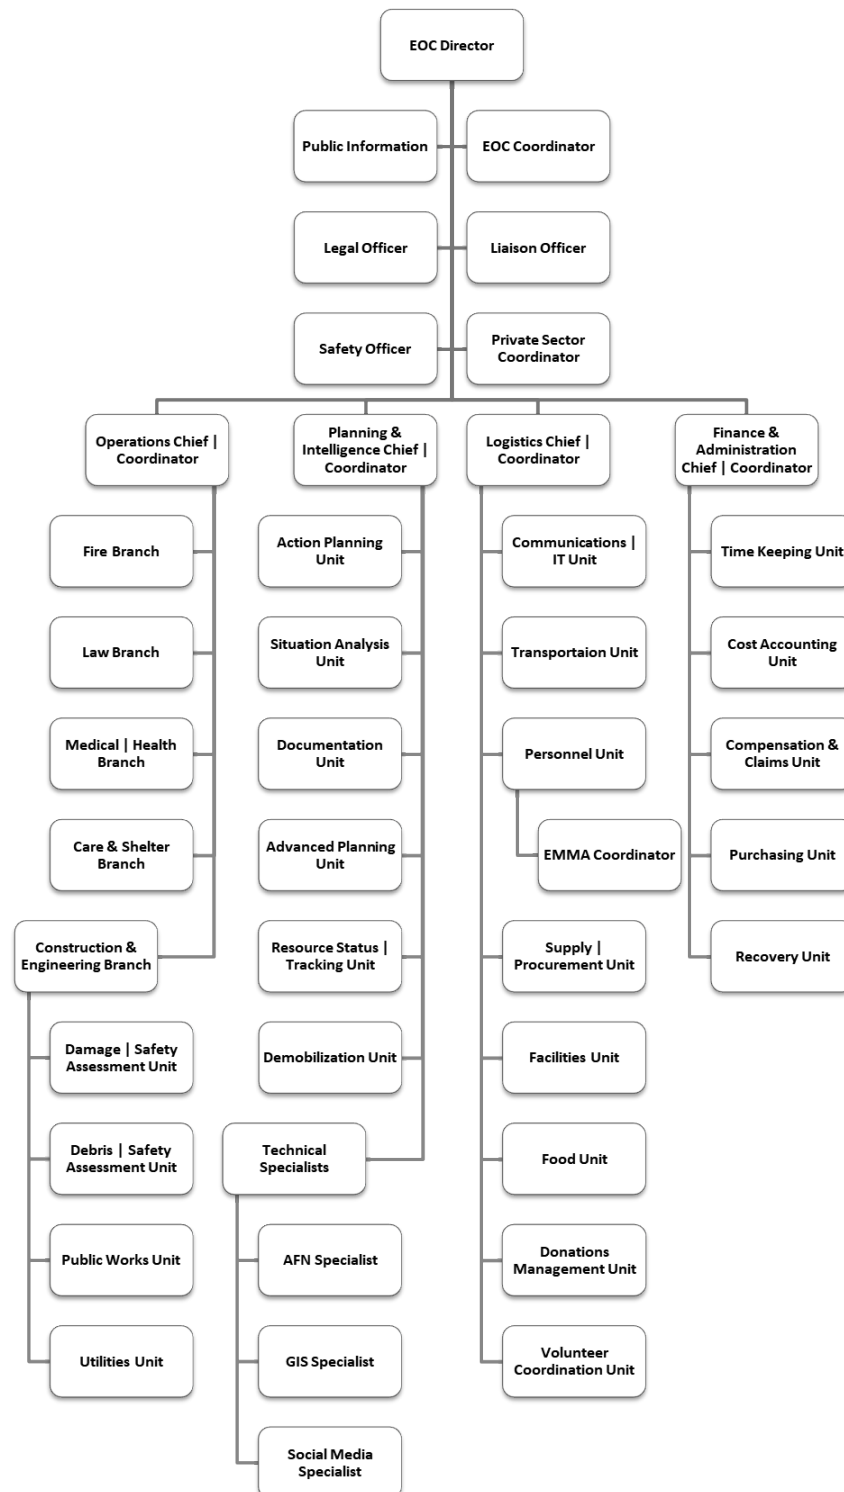 EOC Director
Public Information
EOC Coordinator
Legal Officer
Liaison Officer
Safety Officer
Private Sector
Coordinator
Operations Chief |
Coordinator
Planning &
Intelligence Chief |
Coordinator
Logistics Chief |
Coordinator
Finance &
Administration
Chief | Coordinator
Fire Branch
Law Branch
Medical | Health
Branch
Care & Shelter
Branch
Construction &
Engineering Branch
Damage | Safety
Assessment Unit
Debris | Safety
Assessment Unit
Public Works Unit
Utilities Unit
Action Planning
Unit
Situation Analysis
Unit
Documentation
Unit
Advanced Planning
Unit
Resource Status |
Tracking Unit
Demobilization Unit
Technical
Specialists
AFN Specialist
GIS Specialist
Social Media
Specialist
Communications |
IT Unit
Transportaion Unit
Personnel Unit
EMMA Coordinator
Supply |
Procurement Unit
Facilities Unit
Food Unit
Donations
Management Unit
Volunteer
Coordination Unit
Time Keeping Unit
Cost Accounting
Unit
Compensation &
Claims Unit
Purchasing Unit
Recovery Unit